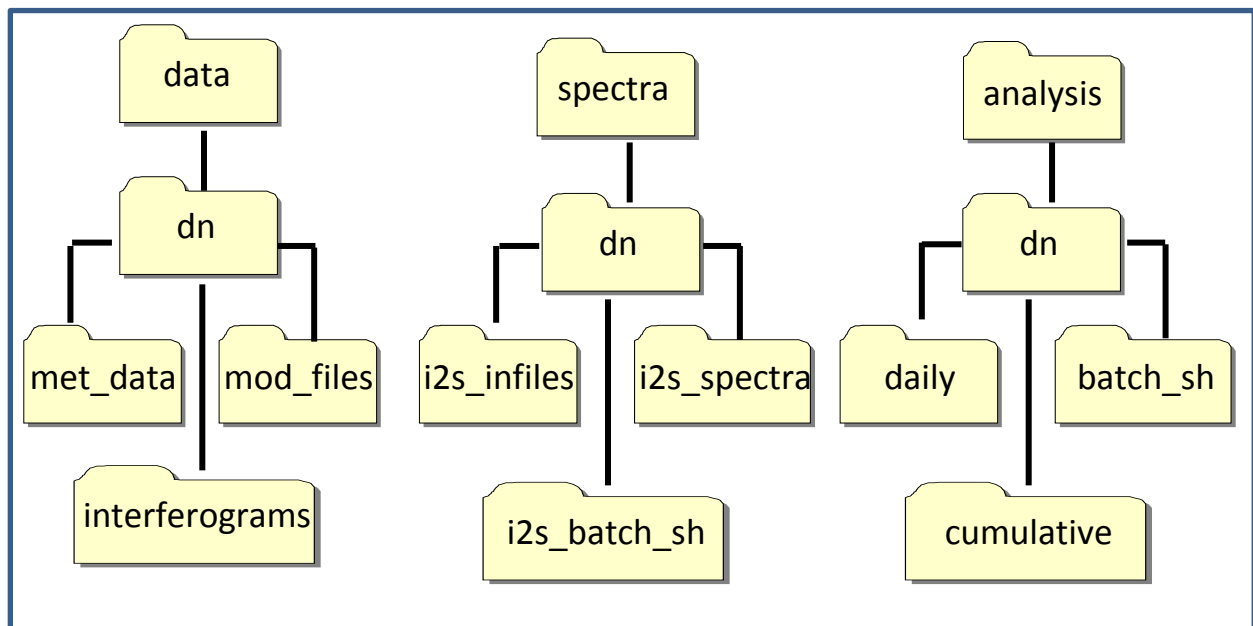 data
spectra
analysis
dn
dn
dn
met_data
mod_files
i2s_infiles
i2s_spectra
daily
batch_sh
interferograms
i2s_batch_sh
cumulative